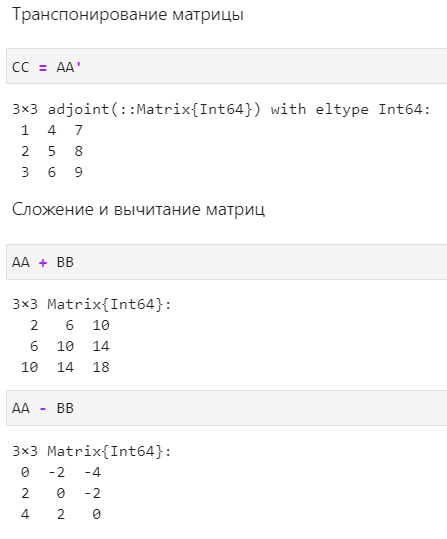 Транспонирование матрицы
CC = AA'
3×3 adjoint(::Matrix{Int64}) with eltype Int64:
 1  4  7
 2  5  8
 3  6  9
Сложение и вычитание матриц
AA + BB
3×3 Matrix{Int64}:
  2   6  10
  6  10  14
 10  14  18
AA - BB
3×3 Matrix{Int64}:
 0  -2  -4
 2   0  -2
 4   2   0